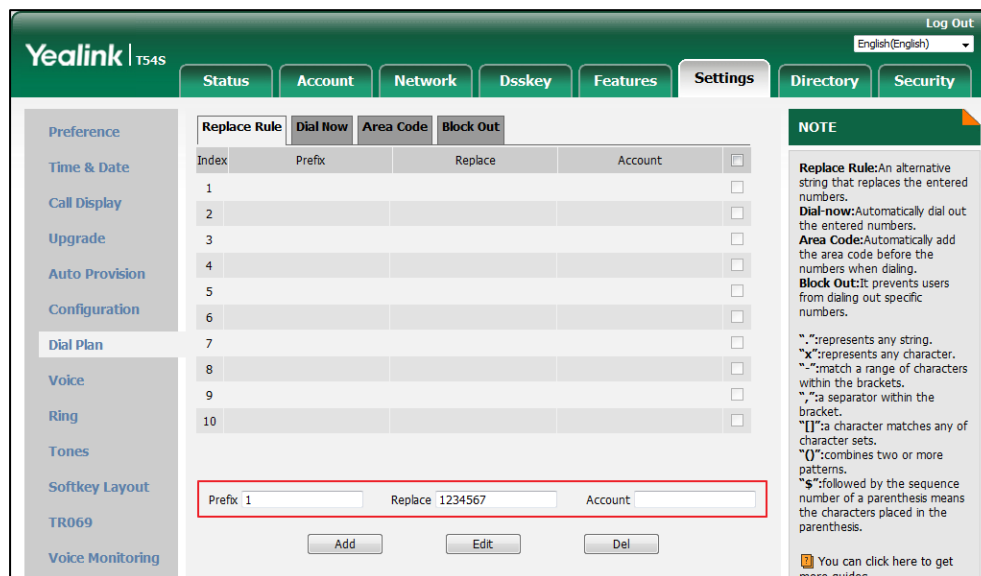 Log Out
English(English)
Yealink T54S
Status Account Network Dsskey Features Settings Directory Security
Preference
Time & Date
Call Display
Upgrade
Auto Provision
Configuration
Dial Plan
Voice
Ring
Tones
Softkey Layout
TR069
Voice Monitoring
Replace Rule Dial Now Area Code Block Out
Index Prefix Replace Account
1
2
3
4
5
6
7
8
9
10
Prefix 1 Replace 1234567 Account
Add Edit Del
NOTE
Replace Rule:An alternative
string that replaces the entered
numbers.
Dial-now:Automatically dial out
the entered numbers.
Area Code:Automatically add
the area code before the
numbers when dialing.
Block Out:It prevents users
from dialing out specific
numbers.
“.”:represents any string.
“x”:represents any character.
“-”:match a range of characters
within the brackets.
“,”:a separator within the
bracket.
“[]”:a character matches any of
character sets.
“()”:combines two or more
patterns.
“$”:followed by the sequence
number of a parenthesis means
the characters placed in the
parenthesis.
You can click here to get
more guides